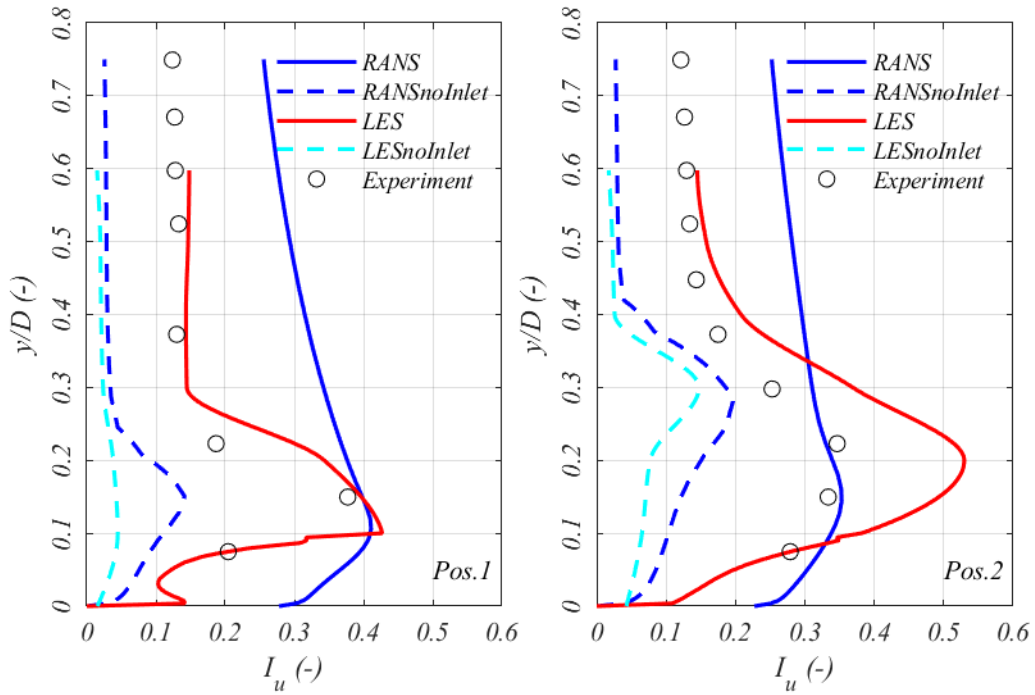 0.8
0.7
0.6
0.5
0.4
0.3
0.2
0.1
0
y/D (-)
RANS
RANSnoInlet
LES
LESnoInlet
Experiment
Pos.1
0 0.1 0.2 0.3 0.4 0.5 0.6
I_u (-)
0.8
0.7
0.6
0.5
0.4
0.3
0.2
0.1
0
y/D (-)
RANS
RANSnoInlet
LES
LESnoInlet
Experiment
Pos.2
0 0.1 0.2 0.3 0.4 0.5 0.6
I_u (-)